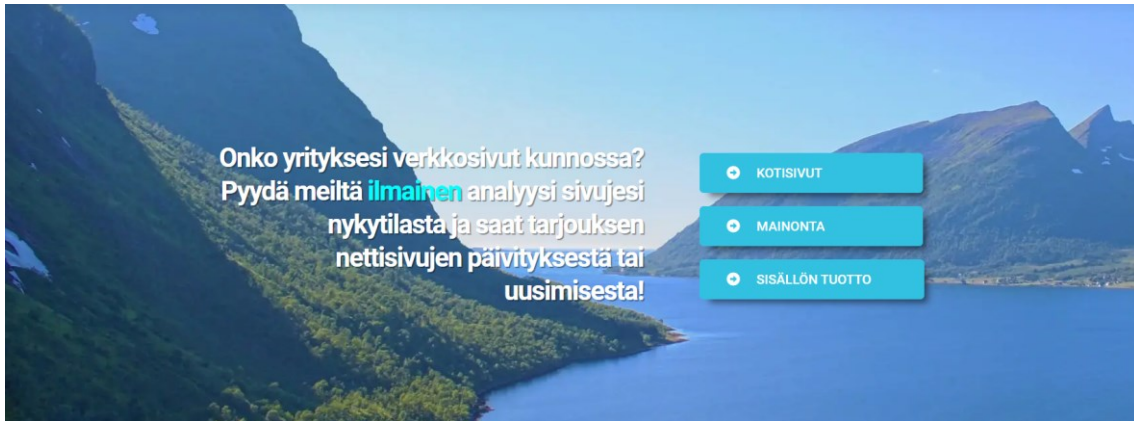 Onko yrityksesi verkkosivut kunnossa?
Pyydä meiltä ilmainen analyysi sivujesi
nykytilasta ja saat tarjouksen
nettisivujen päivityksestä tai
uusimisesta!
KOTISIVUT
MAINONTA
SISÄLLÖN TUOTTO